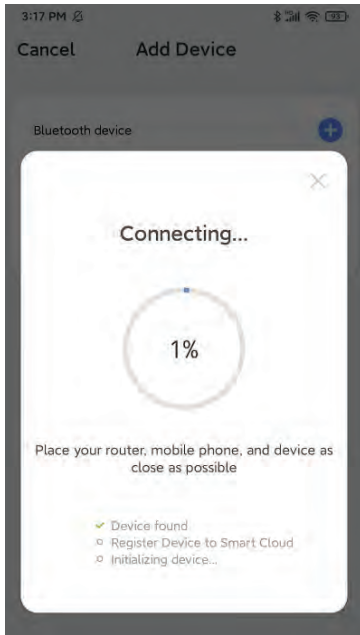 3:17 PM
93
Cancel Add Device
Bluetooth device
Connecting...
1%
Place your router, mobile phone, and device as
close as possible
Device found
Register Device to Smart Cloud
Initializing device...